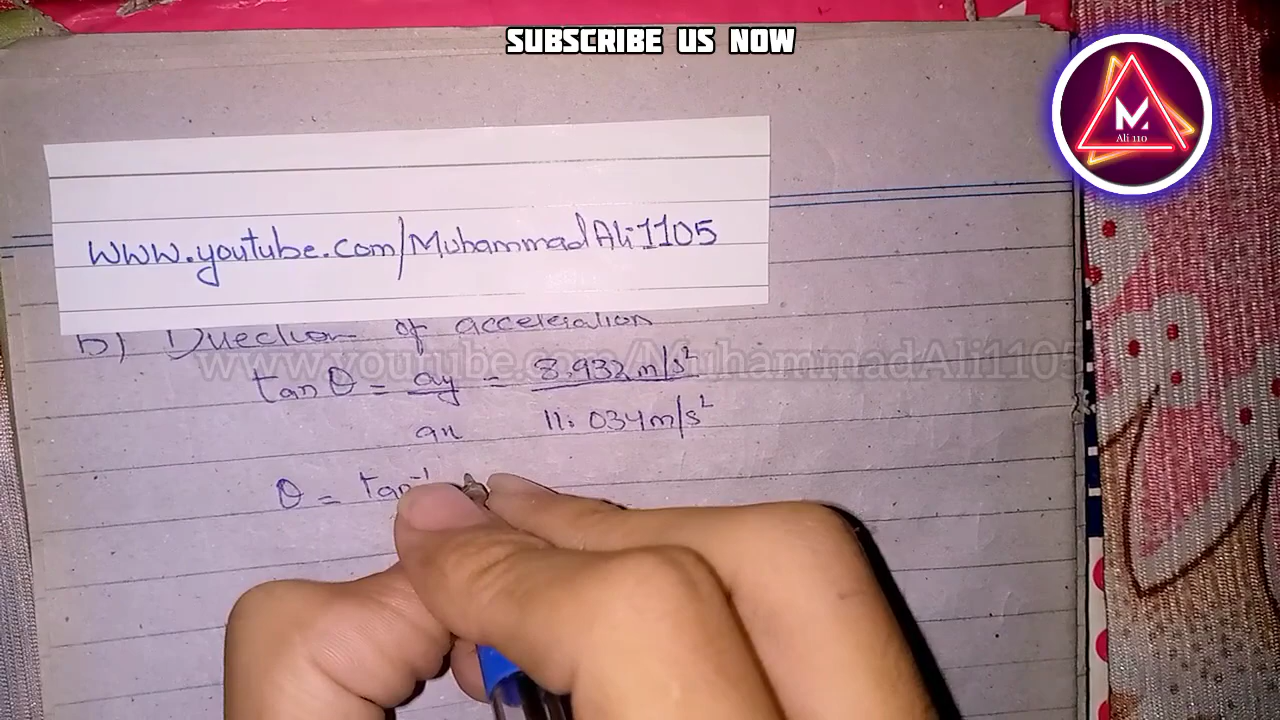 SUBSCRIBE US NOW
M
Ali 110
www.youtube.com/MuhammadAli1105
b) Direction of acceleration
www.youtube.com/MuhammadAli1105
tan θ = ay = 8.932 m/s²
ax 11.034 m/s²
θ = tan⁻¹